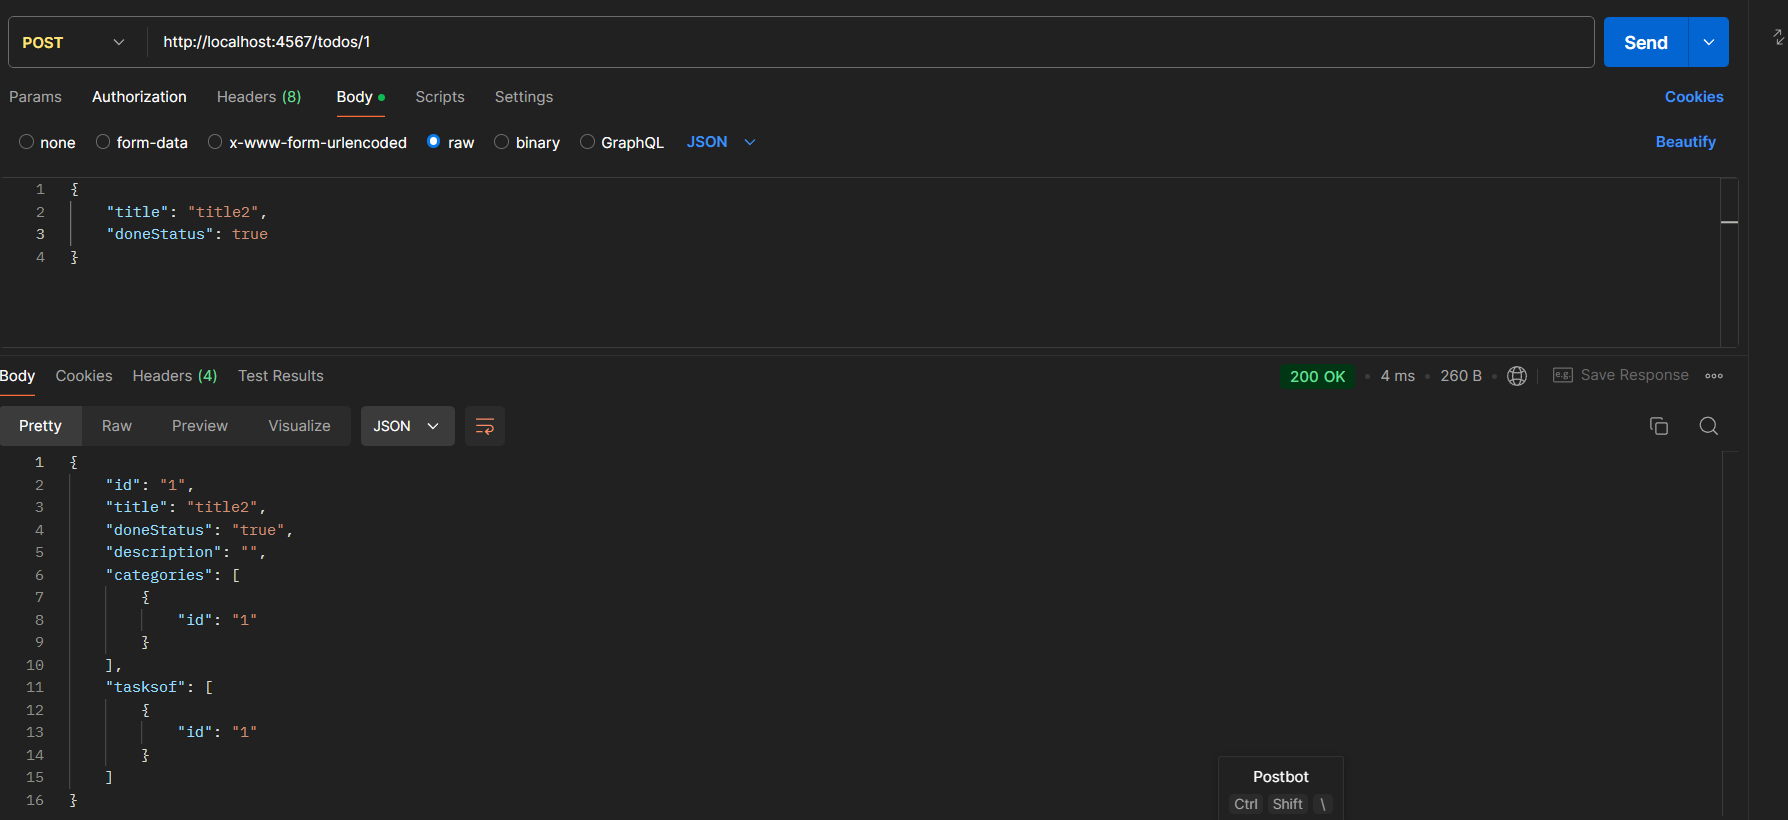 POST http://localhost:4567/todos/1 Send
Params Authorization Headers (8) Body Scripts Settings Cookies
none form-data x-www-form-urlencoded raw binary GraphQL JSON Beautify
1 {
2 "title": "title2",
3 "doneStatus": true
4 }
Body Cookies Headers (4) Test Results 200 OK 4 ms 260 B e.g. Save Response
Pretty Raw Preview Visualize JSON
1 {
2 "id": "1",
3 "title": "title2",
4 "doneStatus": "true",
5 "description": "",
6 "categories": [
7 {
8 "id": "1"
9 }
10 ],
11 "tasksof": [
12 {
13 "id": "1"
14 }
15 ]
16 }
Postbot
Ctrl Shift \